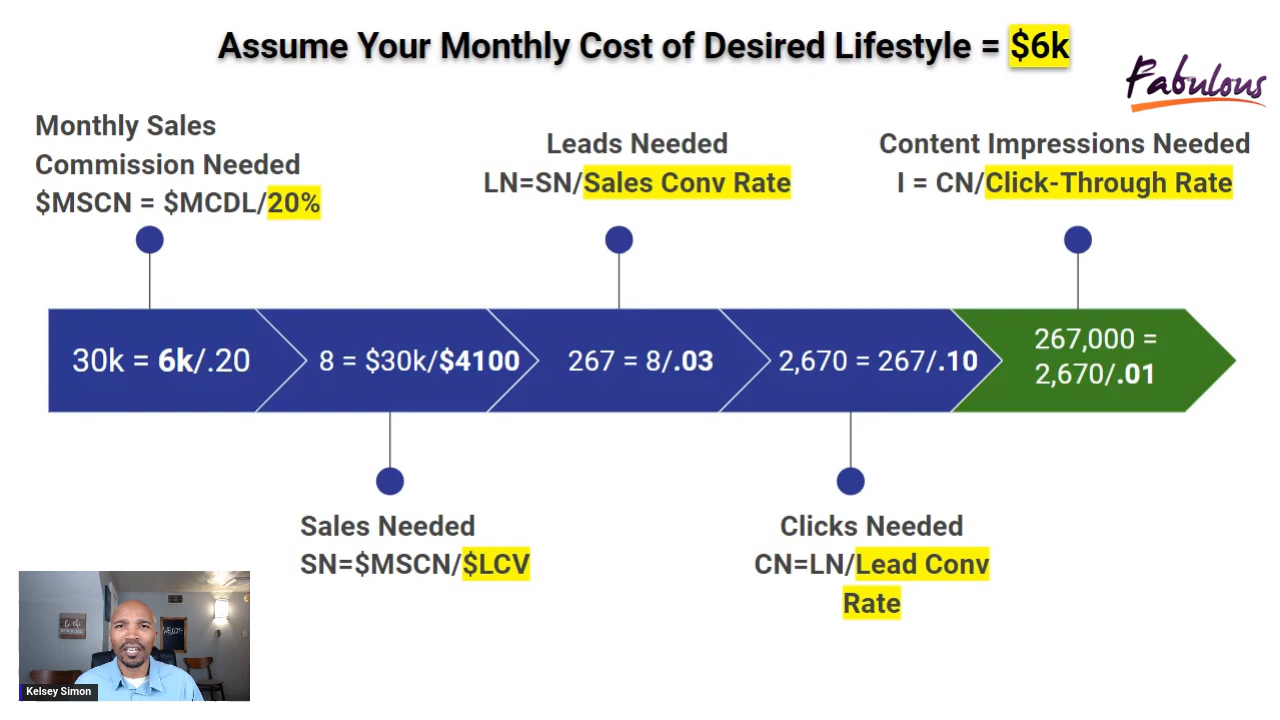 Assume Your Monthly Cost of Desired Lifestyle = $6k
Fabulous
Monthly Sales
Commission Needed
$MSCN = $MCDL/20%
Leads Needed
LN=SN/Sales Conv Rate
Content Impressions Needed
I = CN/Click-Through Rate
30k = 6k/.20
8 = $30k/$4100
267 = 8/.03
2,670 = 267/.10
267,000 =
2,670/.01
Sales Needed
SN=$MSCN/$LCV
Clicks Needed
CN=LN/Lead Conv
Rate
WELCOME
Kelsey Simon